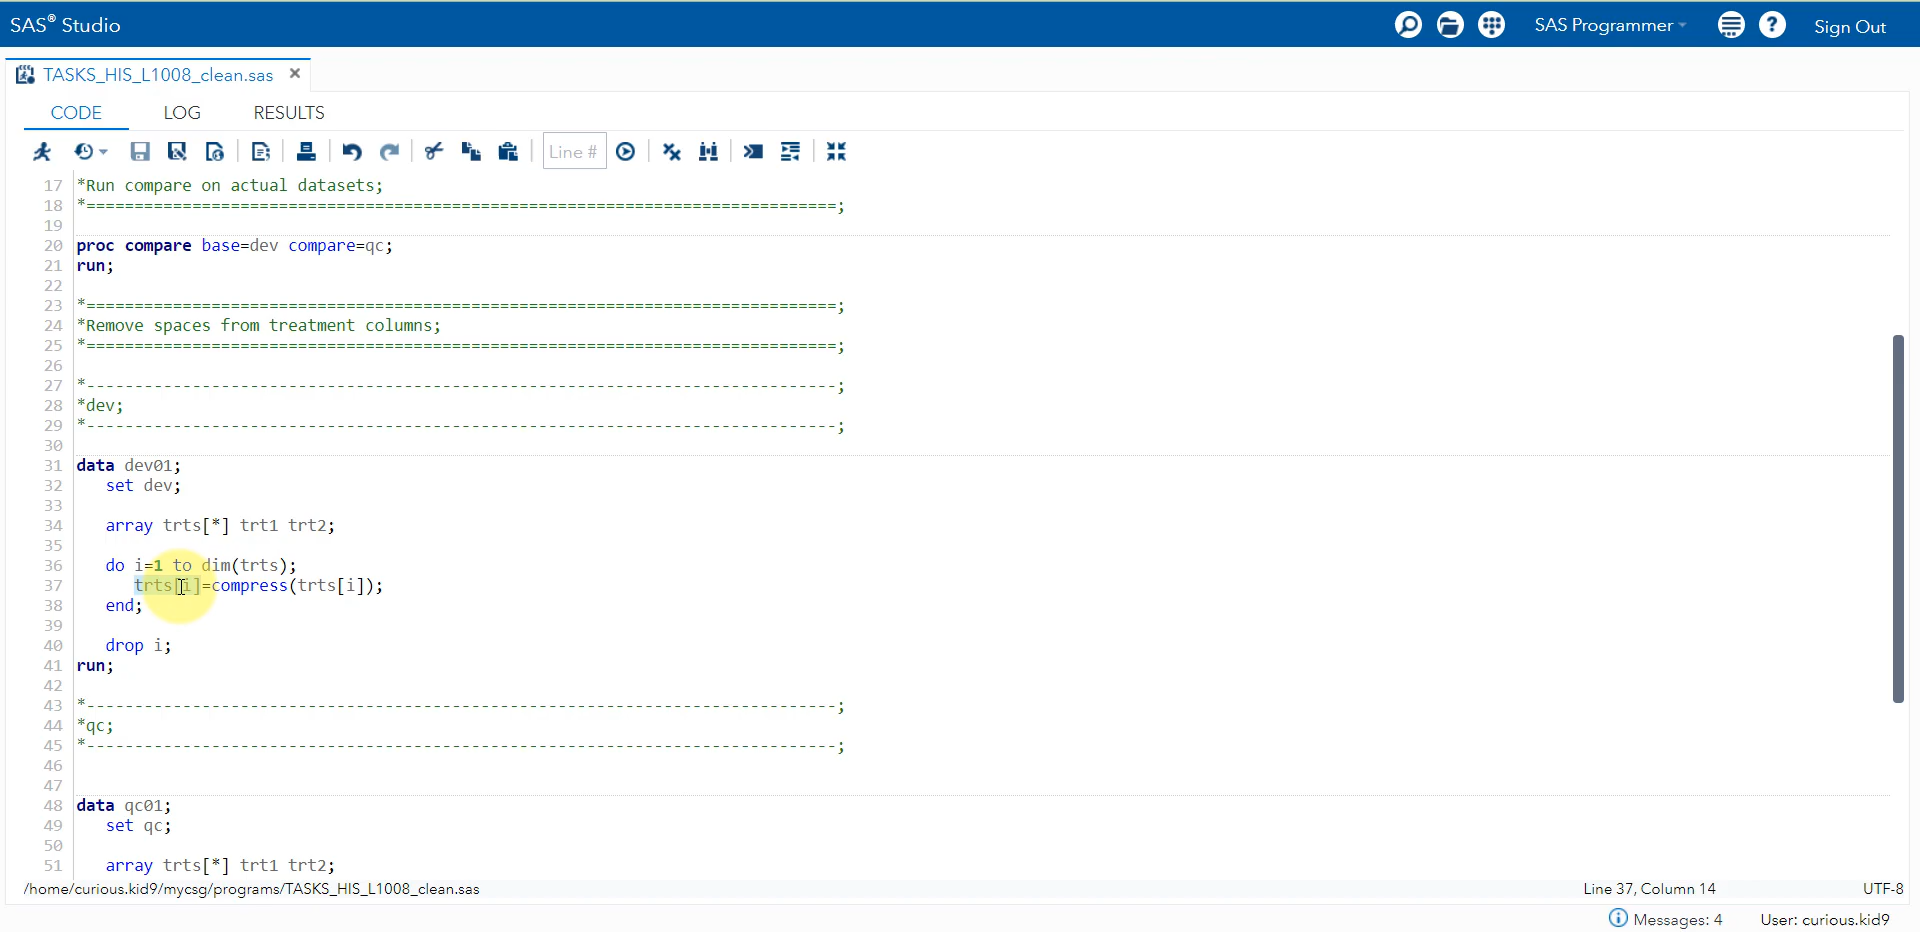 SAS® Studio
SAS Programmer
Sign Out
TASKS_HIS_L1008_clean.sas
CODE LOG RESULTS
Line #
17 *Run compare on actual datasets;
18 *==============================================================================;
19
20 proc compare base=dev compare=qc;
21 run;
22
23 *==============================================================================;
24 *Remove spaces from treatment columns;
25 *==============================================================================;
26
27 *------------------------------------------------------------------------------;
28 *dev;
29 *------------------------------------------------------------------------------;
30
31 data dev01;
32 set dev;
33
34 array trts[*] trt1 trt2;
35
36 do i=1 to dim(trts);
37 trts[i]=compress(trts[i]);
38 end;
39
40 drop i;
41 run;
42
43 *------------------------------------------------------------------------------;
44 *qc;
45 *------------------------------------------------------------------------------;
46
47
48 data qc01;
49 set qc;
50
51 array trts[*] trt1 trt2;
/home/curious.kid9/mycsg/programs/TASKS_HIS_L1008_clean.sas
Line 37, Column 14
UTF-8
Messages: 4
User: curious.kid9